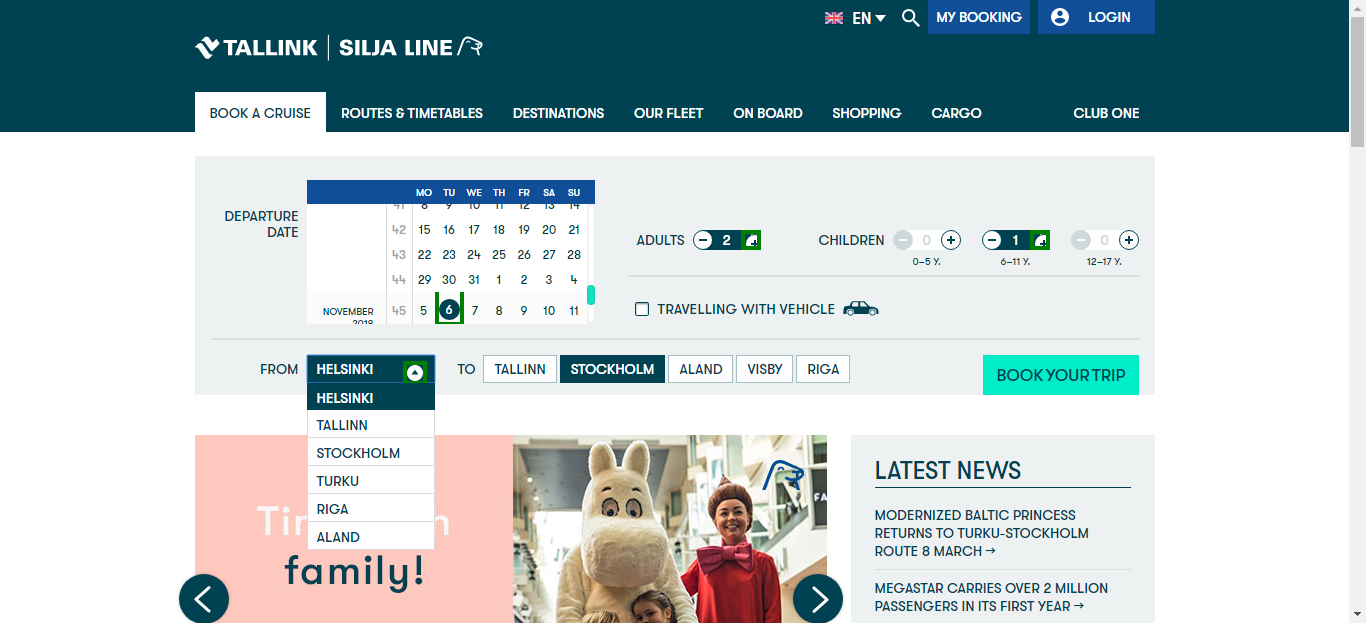 EN
MY BOOKING
LOGIN
TALLINK | SILJA LINE
BOOK A CRUISE
ROUTES & TIMETABLES
DESTINATIONS
OUR FLEET
ON BOARD
SHOPPING
CARGO
CLUB ONE
DEPARTURE
DATE
MO TU WE TH FR SA SU
41 8 9 10 11 12 13 14
42 15 16 17 18 19 20 21
43 22 23 24 25 26 27 28
44 29 30 31 1 2 3 4
NOVEMBER
2018
45 5 6 7 8 9 10 11
ADULTS
2
CHILDREN
0
0–5 Y.
1
6–11 Y.
0
12–17 Y.
TRAVELLING WITH VEHICLE
FROM
HELSINKI
HELSINKI
TALLINN
STOCKHOLM
TURKU
RIGA
ALAND
TO
TALLINN
STOCKHOLM
ALAND
VISBY
RIGA
BOOK YOUR TRIP
family!
LATEST NEWS
MODERNIZED BALTIC PRINCESS
RETURNS TO TURKU-STOCKHOLM
ROUTE 8 MARCH →
MEGASTAR CARRIES OVER 2 MILLION
PASSENGERS IN ITS FIRST YEAR →